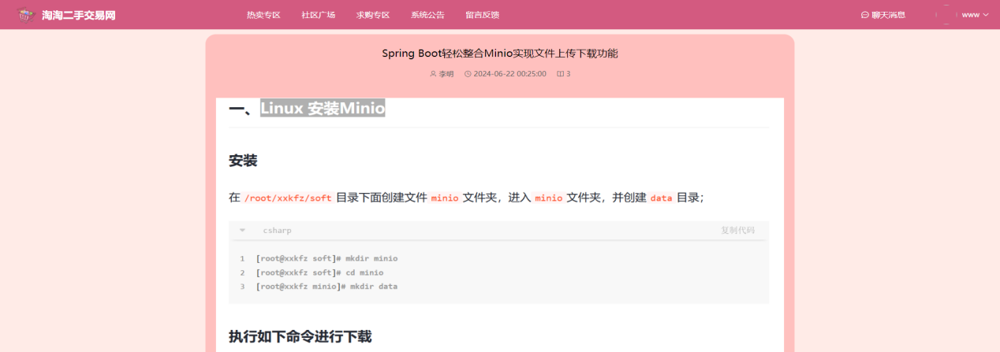 淘淘二手交易网 热卖专区 社区广场 求购专区 系统公告 留言反馈 聊天消息 www
Spring Boot轻松整合Minio实现文件上传下载功能
李明 2024-06-22 00:25:00 3
一、Linux 安装Minio
安装
在 /root/xxkfz/soft 目录下面创建文件 minio 文件夹，进入 minio 文件夹，并创建 data 目录；
csharp 复制代码
1 [root@xxkfz soft]# mkdir minio
2 [root@xxkfz soft]# cd minio
3 [root@xxkfz minio]# mkdir data
执行如下命令进行下载